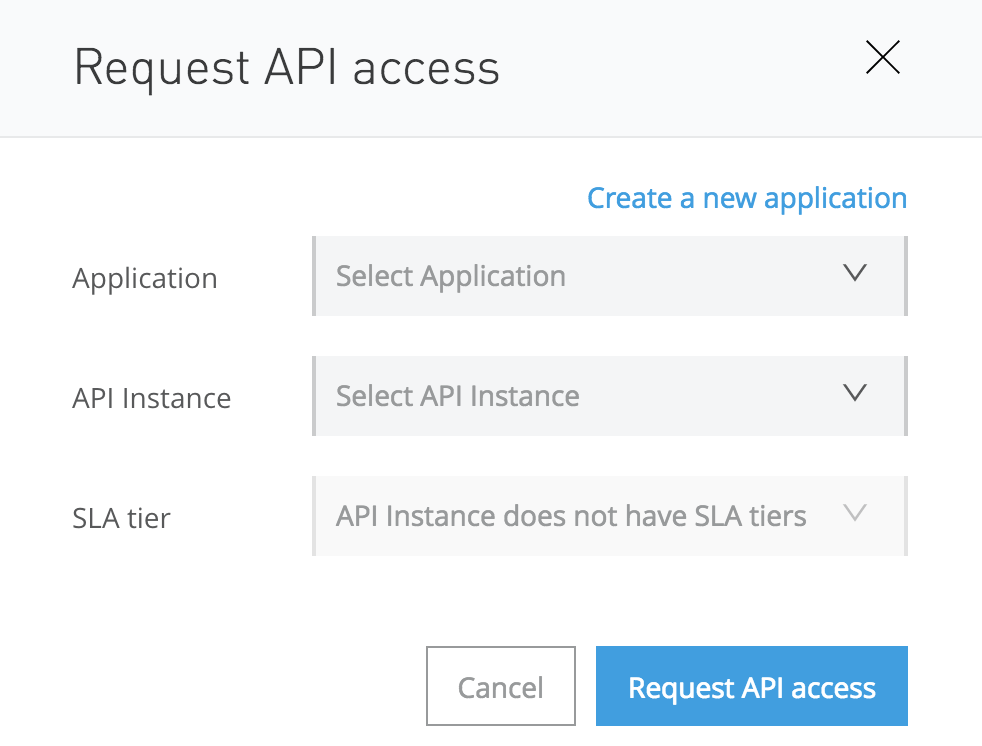 Request API access
Create a new application
Application
Select Application
API Instance
Select API Instance
SLA tier
API Instance does not have SLA tiers
Cancel
Request API access